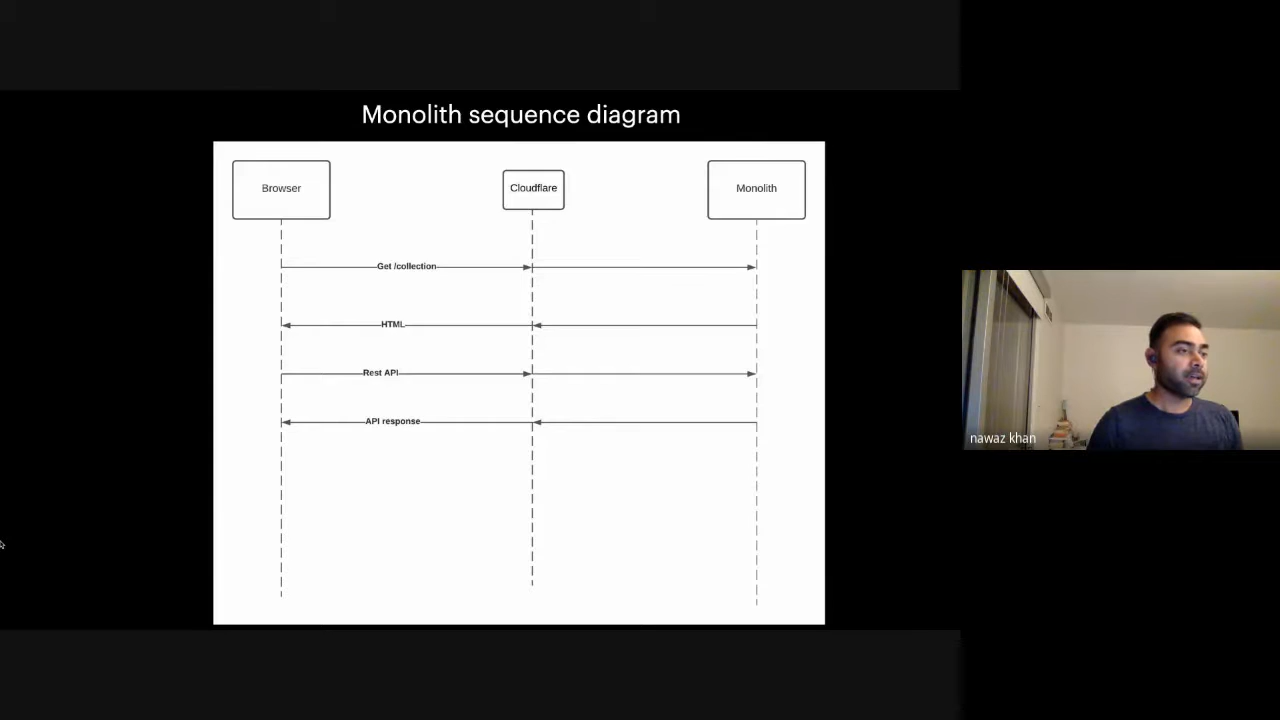 Monolith sequence diagram
Browser
Cloudflare
Monolith
Get /collection
HTML
Rest API
API response
nawaz khan